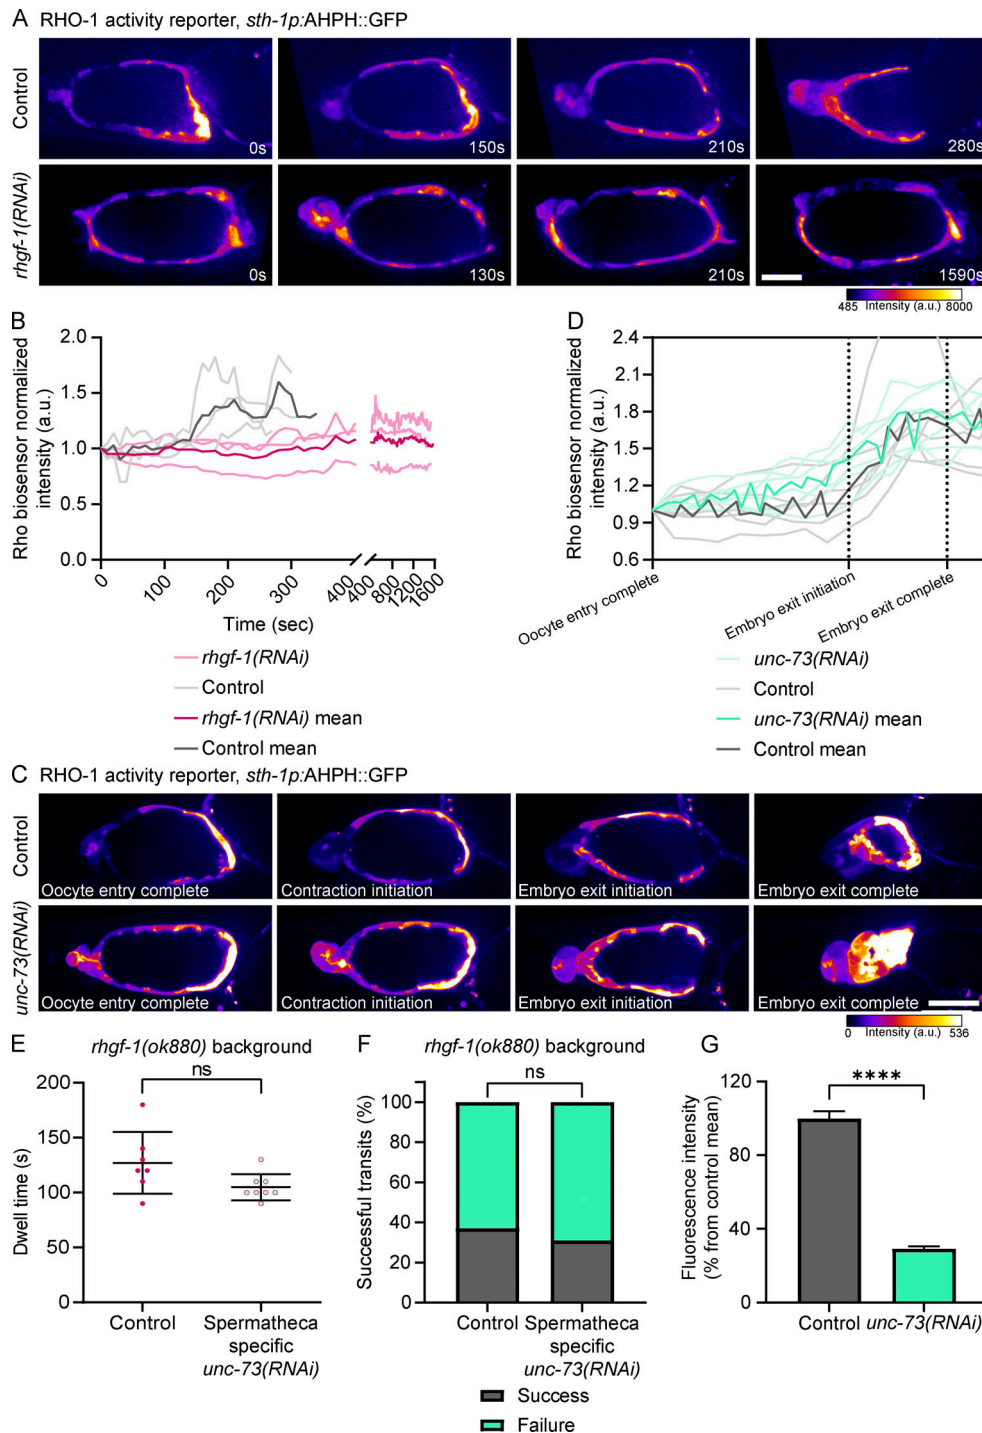 A RHO-1 activity reporter, sth-1p:AHPH::GFP
Control
0s
150s
210s
280s
rhgf-1(RNAi)
0s
130s
210s
1590s
485 Intensity (a.u.) 8000
B
Rho biosensor normalized
intensity (a.u.)
2.0
1.5
1.0
0.5
0.0
0
100
200
300
400
400
800
1200
1600
Time (sec)
rhgf-1(RNAi)
Control
rhgf-1(RNAi) mean
Control mean
D
Rho biosensor normalized
intensity (a.u.)
2.4
2.1
1.8
1.5
1.2
0.9
0.6
Oocyte entry complete
Embryo exit initiation
Embryo exit complete
unc-73(RNAi)
Control
unc-73(RNAi) mean
Control mean
C RHO-1 activity reporter, sth-1p:AHPH::GFP
Control
Oocyte entry complete
Contraction initiation
Embryo exit initiation
Embryo exit complete
unc-73(RNAi)
Oocyte entry complete
Contraction initiation
Embryo exit initiation
Embryo exit complete
0 Intensity (a.u.) 536
E
rhgf-1(ok880) background
ns
Dwell time (s)
200
150
100
50
0
Control
Spermatheca
specific
unc-73(RNAi)
F
rhgf-1(ok880) background
ns
Successful transits (%)
100
80
60
40
20
0
Control
Spermatheca
specific
unc-73(RNAi)
Success
Failure
G
Fluorescence intensity
(% from control mean)
120
80
40
0
****
Control
unc-73(RNAi)